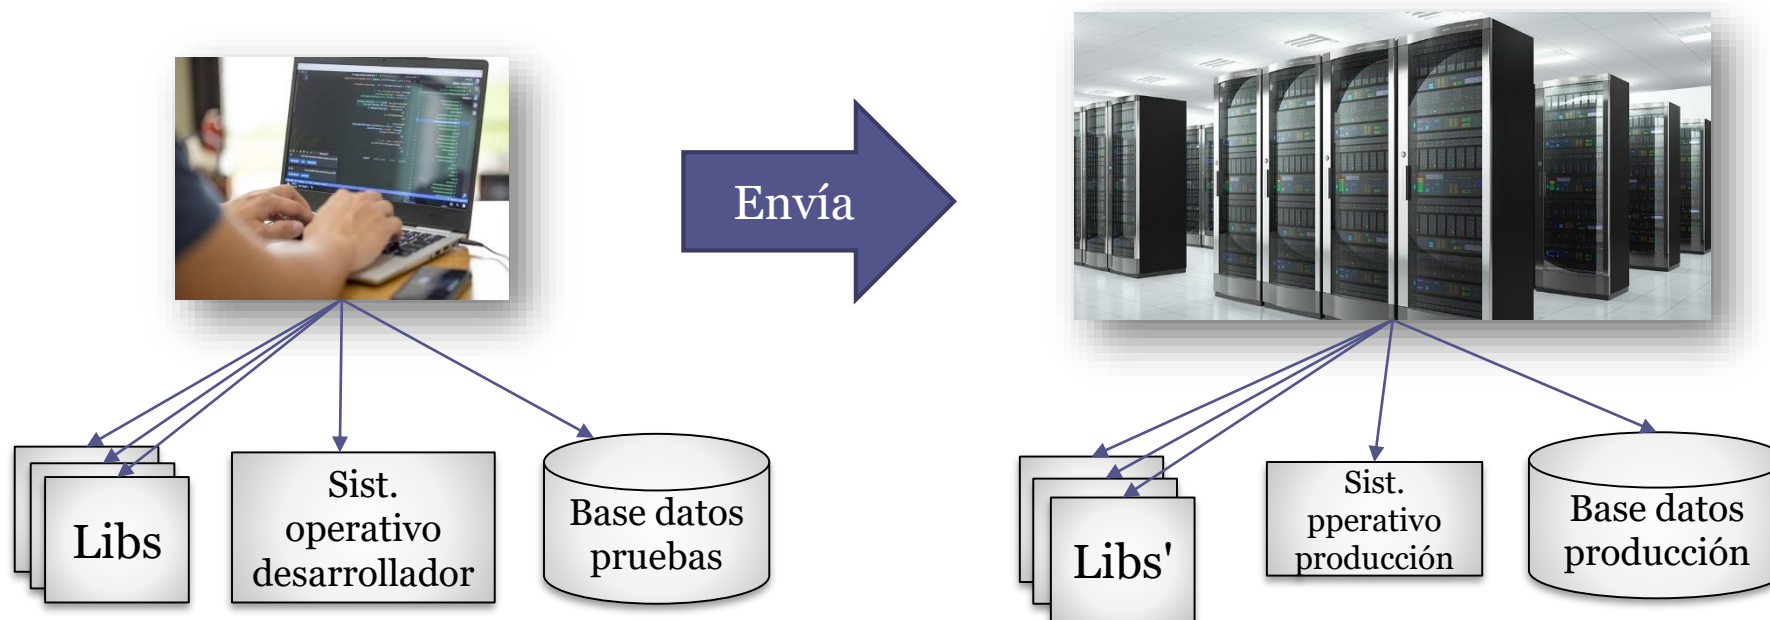 Envía
Libs
Sist.
operativo
desarrollador
Base datos
pruebas
Libs'
Sist.
pperativo
producción
Base datos
producción